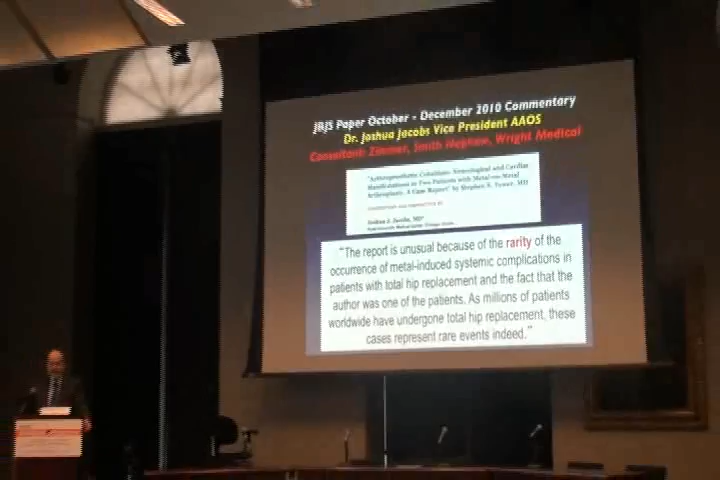 JBJS Paper October - December 2010 Commentary
Dr. Joshua Jacobs Vice President AAOS
Consultant: Zimmer, Smith Nephew, Wright Medical
"Arthroprosthetic Cobaltism: Neurological and Cardiac
Manifestations in Two Patients with Metal-on-Metal
Arthroplasty. A Case Report" by Stephen S. Tower, MD
Joshua J. Jacobs, MD*
"The report is unusual because of the rarity of the
occurrence of metal-induced systemic complications in
patients with total hip replacement and the fact that the
author was one of the patients. As millions of patients
worldwide have undergone total hip replacement, these
cases represent rare events indeed."